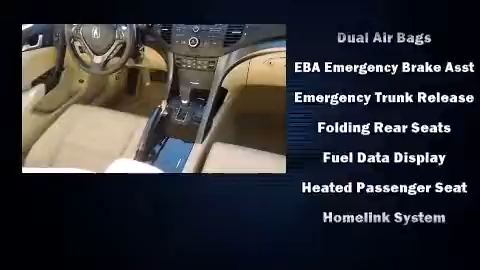 Dual Air Bags
EBA Emergency Brake Asst
Emergency Trunk Release
Folding Rear Seats
Fuel Data Display
Heated Passenger Seat
Homelink System